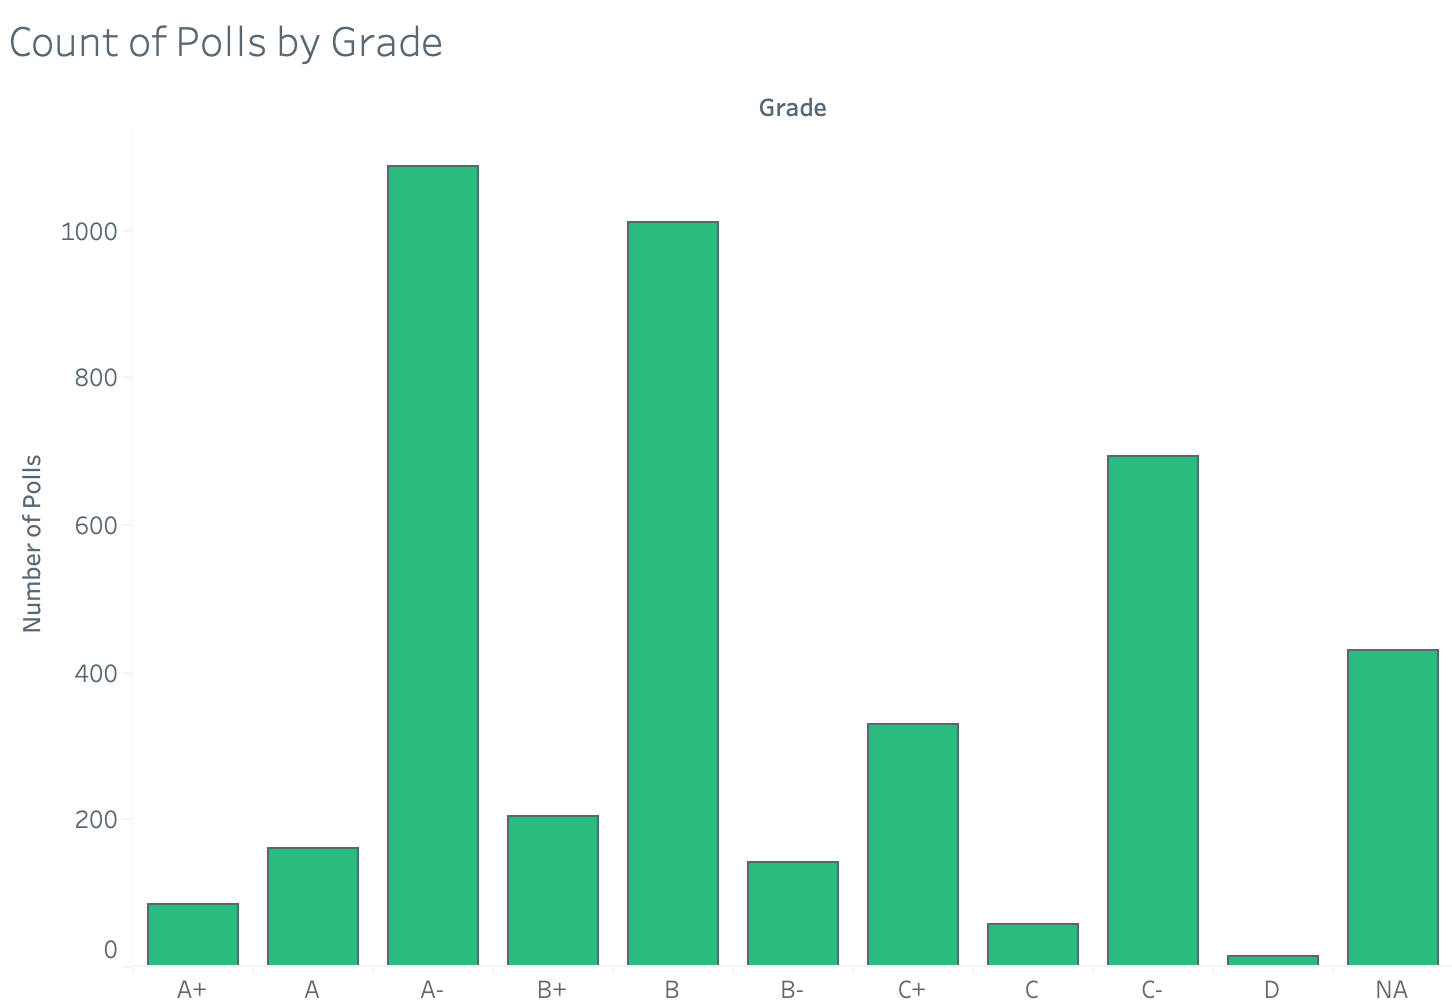 Count of Polls by Grade
Grade
Number of Polls
1000
800
600
400
200
0
A+ A A- B+ B B- C+ C C- D NA